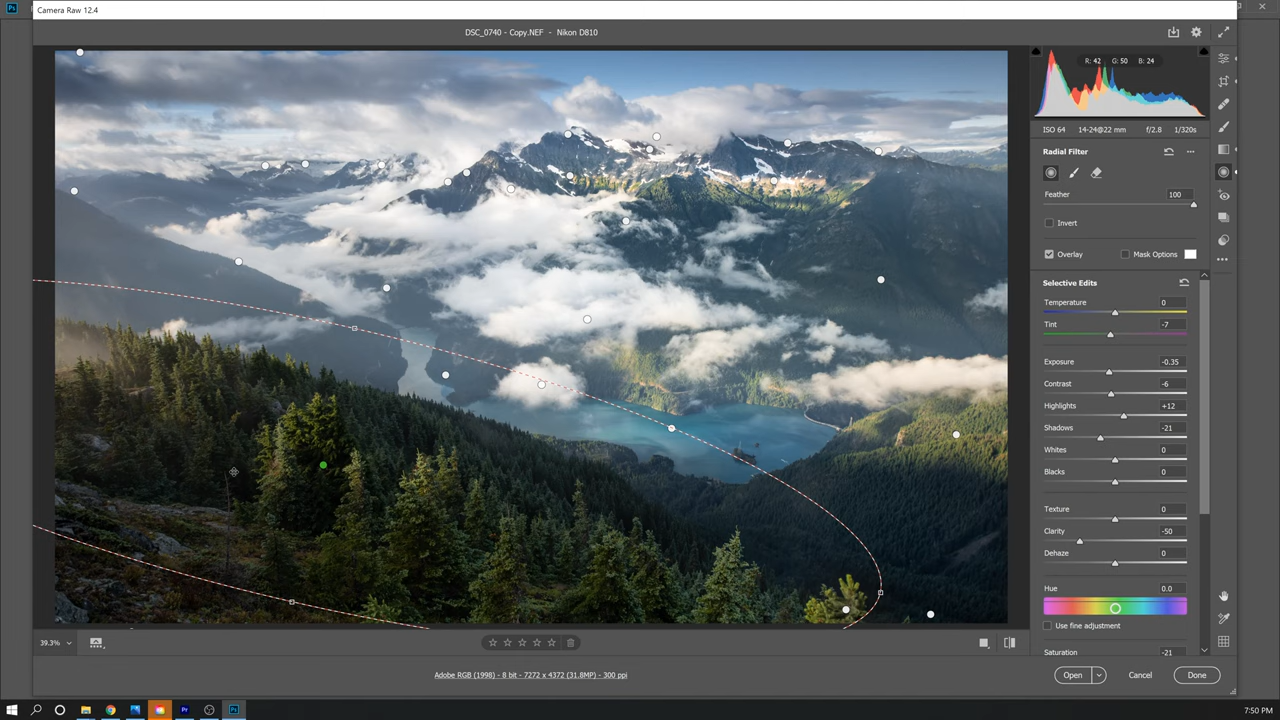 Camera Raw 12.4
DSC_0740 - Copy.NEF - Nikon D810
R: 42 G: 50 B: 24
ISO 64 14-24@22 mm f/2.8 1/320s
Radial Filter
Feather 100
Invert
Overlay Mask Options
Selective Edits
Temperature 0
Tint -7
Exposure -0.35
Contrast -6
Highlights +12
Shadows -21
Whites 0
Blacks 0
Texture 0
Clarity -50
Dehaze 0
Hue 0.0
Use fine adjustment
Saturation -21
39.3%
Adobe RGB (1998) - 8 bit - 7272 x 4372 (31.8MP) - 300 ppi
Open Cancel Done
Ps
Pr
Ps
7:50 PM